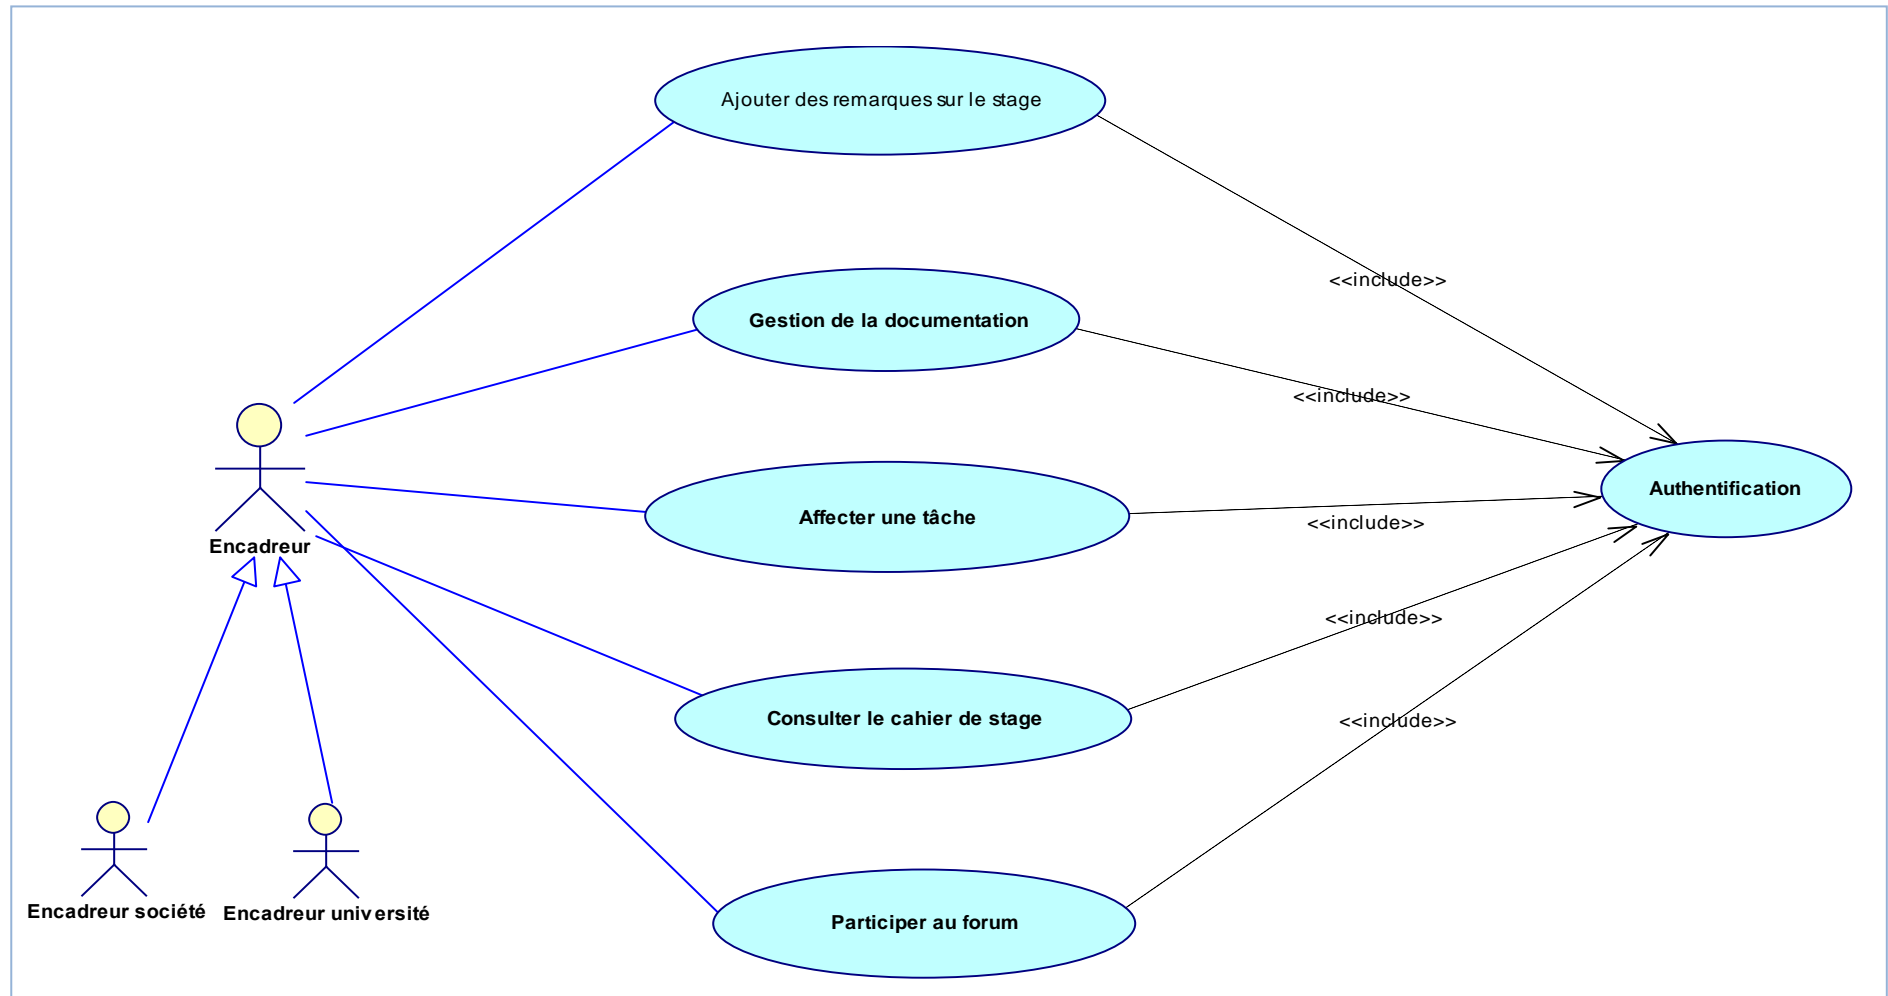 Ajouter des remarques sur le stage
<<include>>
Gestion de la documentation
<<include>>
Authentification
Affecter une tâche
<<include>>
Encadreur
<<include>>
Consulter le cahier de stage
<<include>>
Encadreur société
Encadreur université
Participer au forum